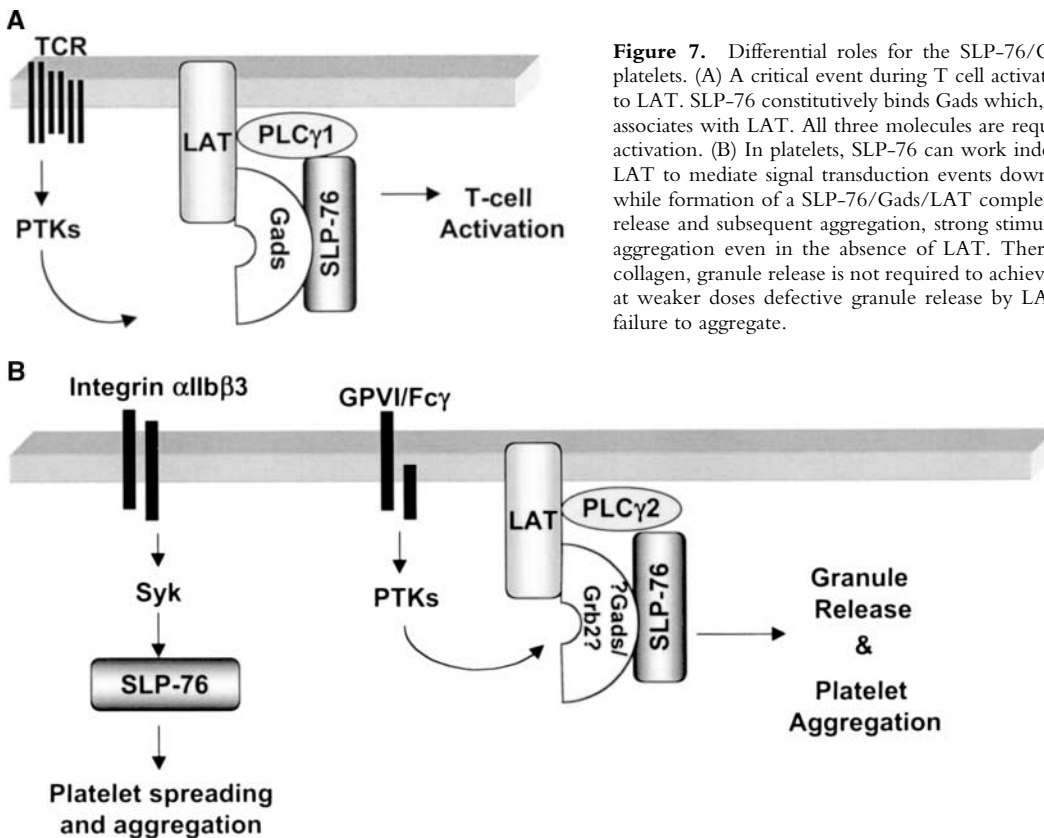 A
TCR
PTKs
LAT
PLCγ1
Gads
SLP-76
T-cell
Activation
Figure 7. Differential roles for the SLP-76/G
platelets. (A) A critical event during T cell activat
to LAT. SLP-76 constitutively binds Gads which,
associates with LAT. All three molecules are requ
activation. (B) In platelets, SLP-76 can work inde
LAT to mediate signal transduction events down
while formation of a SLP-76/Gads/LAT complex
release and subsequent aggregation, strong stimu
aggregation even in the absence of LAT. Ther
collagen, granule release is not required to achiev
at weaker doses defective granule release by LA
failure to aggregate.
B
Integrin αIIbβ3
Syk
SLP-76
Platelet spreading
and aggregation
GPVI/Fcγ
PTKs
LAT
PLCγ2
?Gads/
Grb2?
SLP-76
Granule
Release
&
Platelet
Aggregation